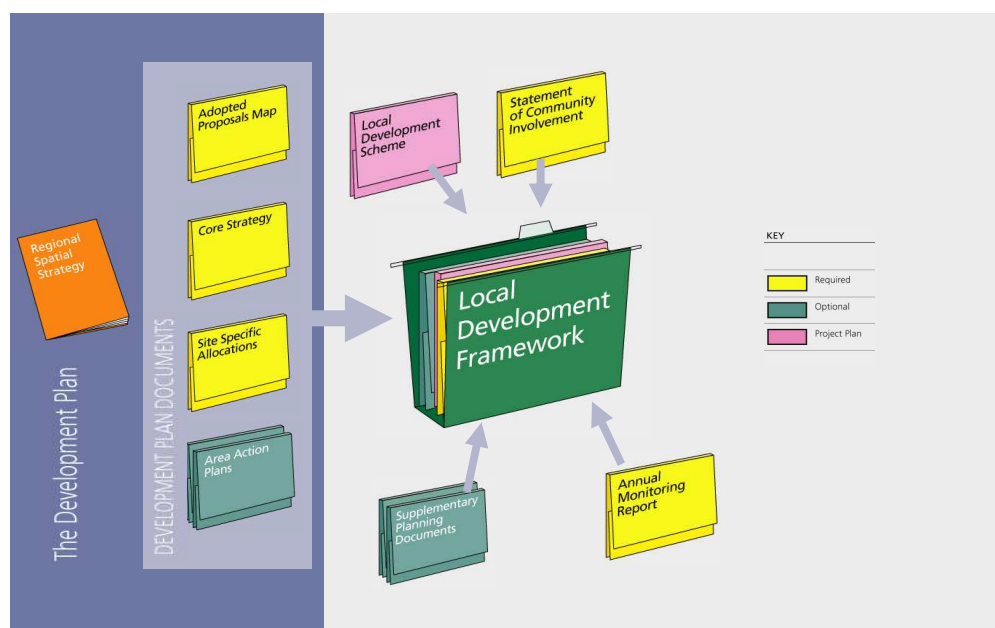 The Development Plan
Regional
Spatial
Strategy
DEVELOPMENT PLAN DOCUMENTS
Adopted
Proposals Map
Core Strategy
Site Specific
Allocations
Area Action
Plans
Local
Development
Scheme
Statement
of Community
Involvement
Local
Development
Framework
Supplementary
Planning
Documents
Annual
Monitoring
Report
KEY
Required
Optional
Project Plan